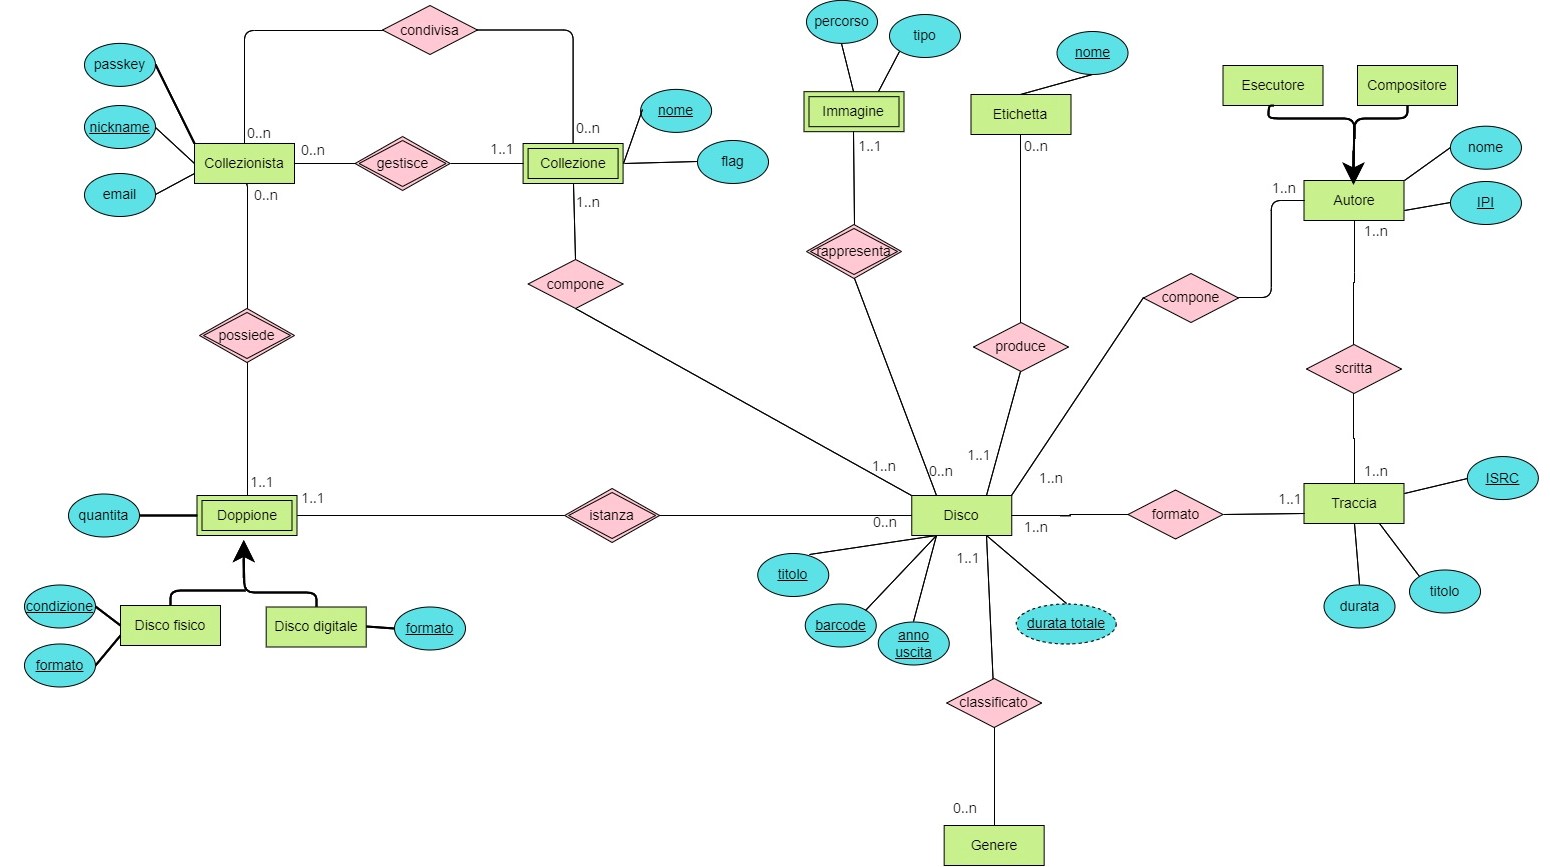 percorso
condivisa
tipo
nome
passkey
Esecutore
Compositore
nome
Immagine
Etichetta
nickname
0..n
0..n
0..n
1..1
1..1
0..n
nome
Collezionista
gestisce
Collezione
flag
1..n
Autore
IPI
email
0..n
1..n
1..n
rappresenta
compone
compone
possiede
produce
scritta
1..1
1..n
0..n
1..n
1..n
ISRC
1..1
1..1
1..1
quantita
Doppione
istanza
0..n
Disco
1..n
formato
Traccia
1..1
titolo
durata
titolo
condizione
Disco fisico
Disco digitale
formato
barcode
anno
uscita
durata totale
formato
classificato
0..n
Genere